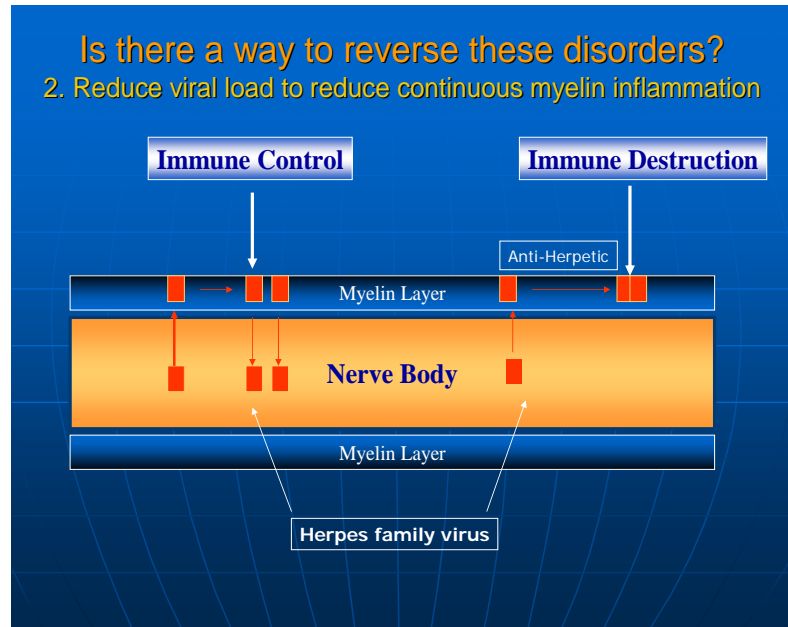 Is there a way to reverse these disorders?
2. Reduce viral load to reduce continuous myelin inflammation
Immune Control
Immune Destruction
Anti-Herpetic
Myelin Layer
Nerve Body
Myelin Layer
Herpes family virus